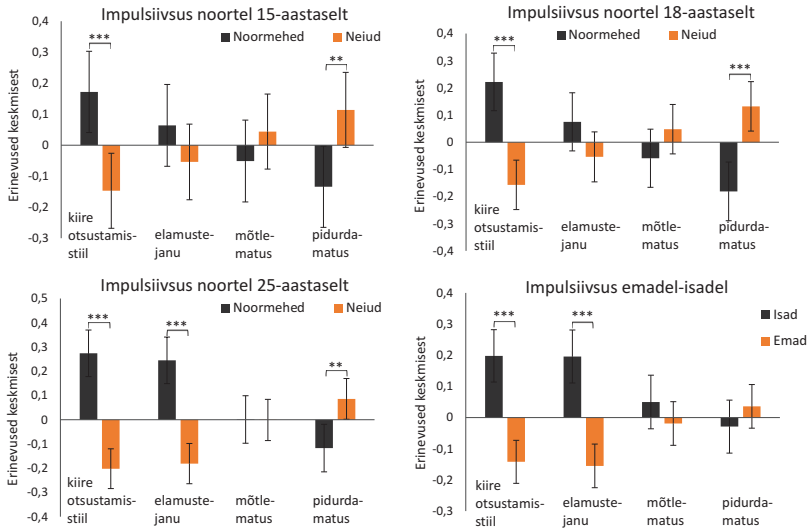 Impulsiivsus noortel 15-aastaselt
Noormehed
Neiud
Erinevused keskmisest
0,4
0,3
0,2
0,1
0
-0,1
-0,2
0,3
***
**
kiire
otsustamis-
stiil
elamuste-
janu
mõtle-
matus
pidurda-
matus
Impulsiivsus noortel 18-aastaselt
Noormehed
Neiud
Erinevused keskmisest
0,4
0,3
0,2
0,1
0
-0,1
-0,2
-0,3
-0,4
***
***
kiire
otsustamis-
stiil
elamuste-
janu
mõtle-
matus
pidurda-
matus
Impulsiivsus noortel 25-aastaselt
Noormehed
Neiud
Erinevused keskmisest
0,5
0,4
0,3
0,2
0,1
0
-0,1
-0,2
-0,3
-0,4
***
***
**
kiire
otsustamis-
stiil
elamuste-
janu
mõtle-
matus
pidurda-
matus
Impulsiivsus emadel-isadel
Isad
Emad
Erinevused keskmisest
0,4
0,3
0,2
0,1
0
-0,1
-0,2
-0,3
***
***
kiire
otsustamis-
stiil
elamuste-
janu
mõtle-
matus
pidurda-
matus